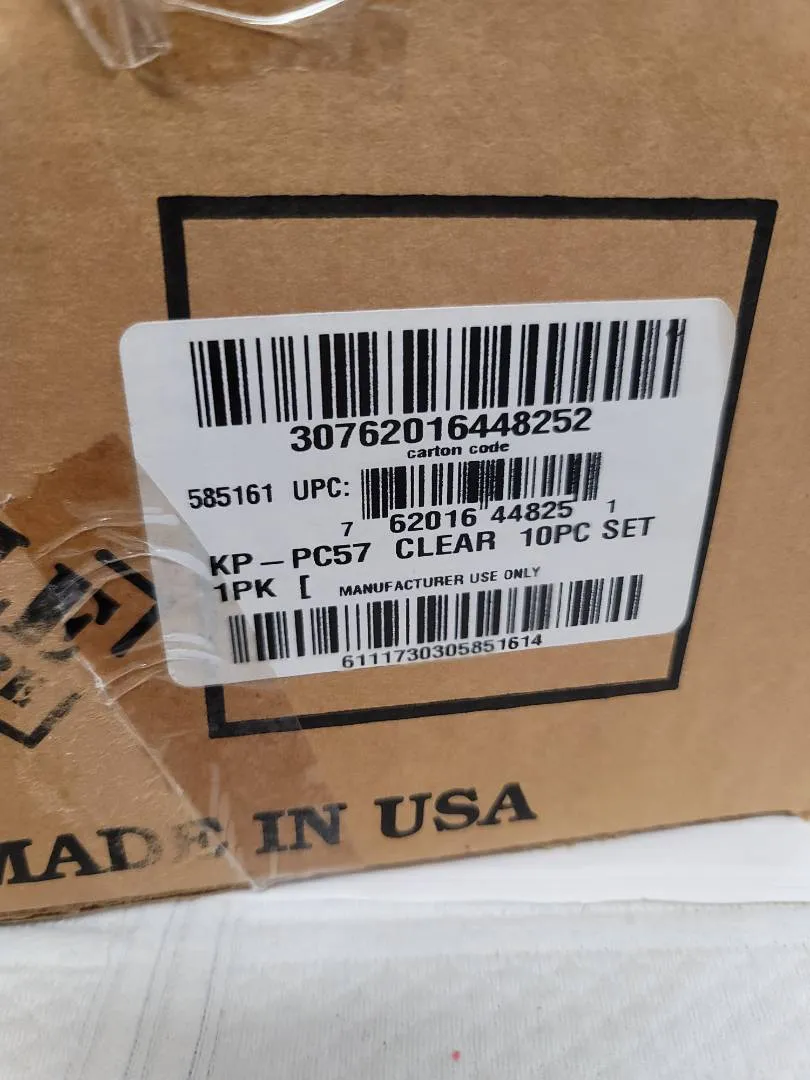 30762016448252
carton code
585161 UPC:
7 62016 44825 1
KP-PC57 CLEAR 10PC SET
1PK [ MANUFACTURER USE ONLY
6111730305851614
MADE IN USA